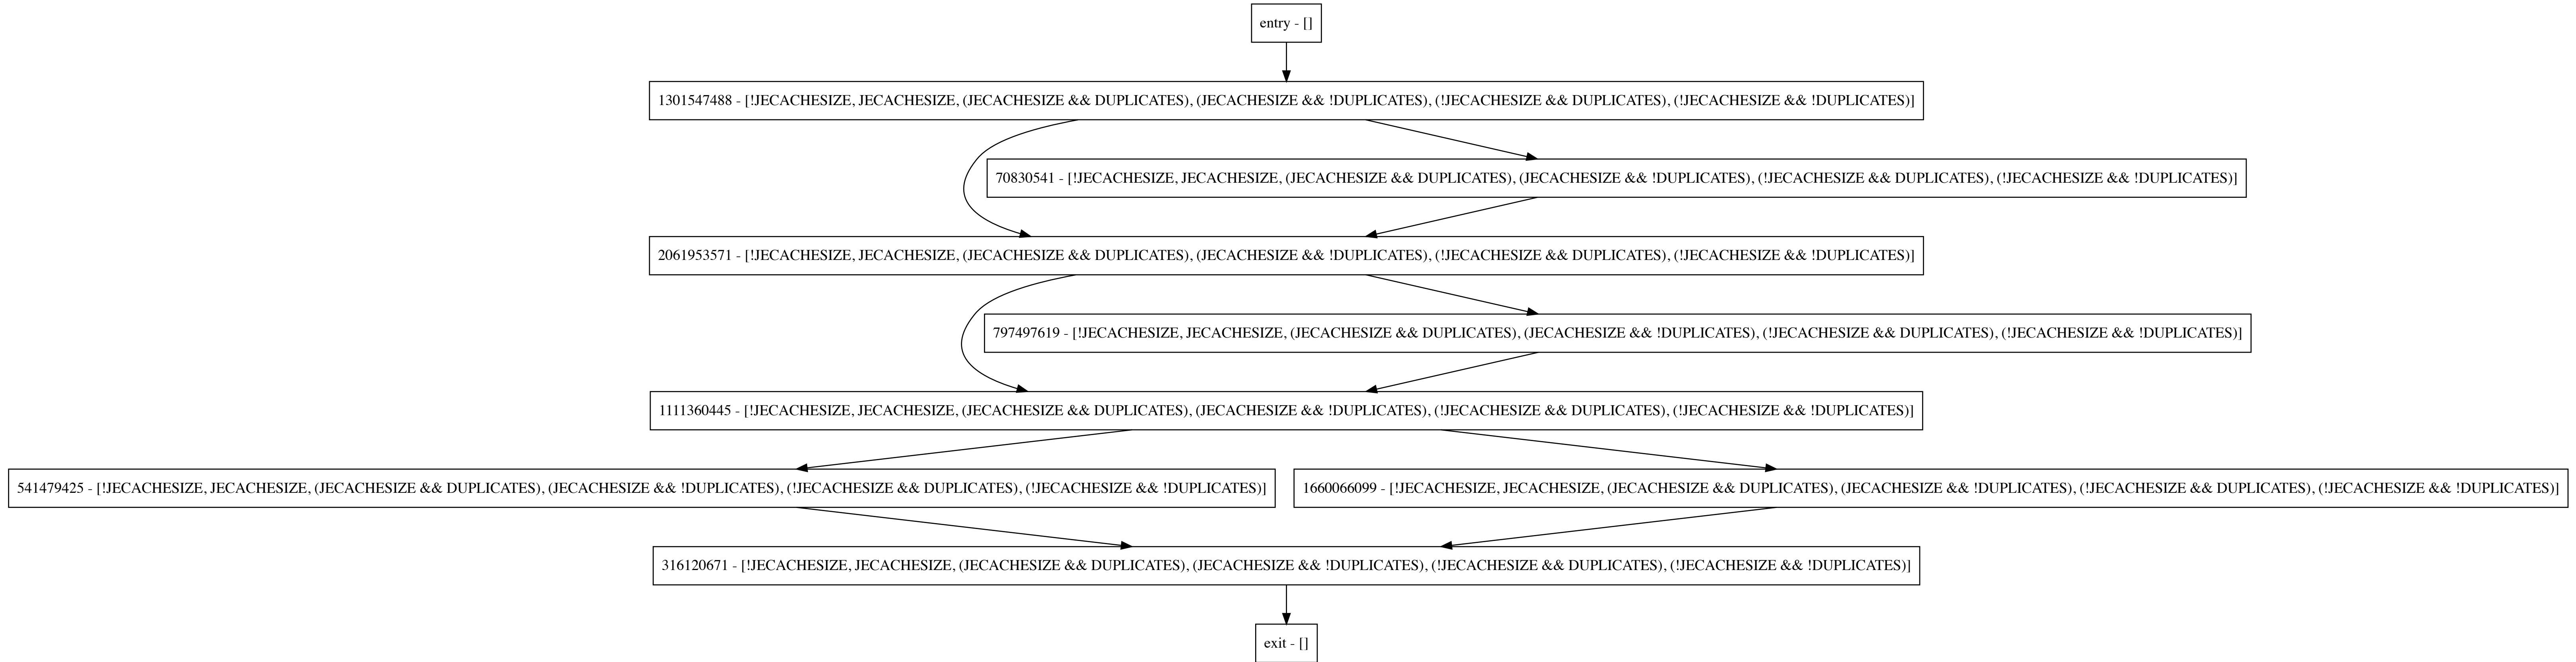 entry - []
1301547488 - [!JECACHESIZE, JECACHESIZE, (JECACHESIZE && DUPLICATES), (JECACHESIZE && !DUPLICATES), (!JECACHESIZE && DUPLICATES), (!JECACHESIZE && !DUPLICATES)]
70830541 - [!JECACHESIZE, JECACHESIZE, (JECACHESIZE && DUPLICATES), (JECACHESIZE && !DUPLICATES), (!JECACHESIZE && DUPLICATES), (!JECACHESIZE && !DUPLICATES)]
2061953571 - [!JECACHESIZE, JECACHESIZE, (JECACHESIZE && DUPLICATES), (JECACHESIZE && !DUPLICATES), (!JECACHESIZE && DUPLICATES), (!JECACHESIZE && !DUPLICATES)]
797497619 - [!JECACHESIZE, JECACHESIZE, (JECACHESIZE && DUPLICATES), (JECACHESIZE && !DUPLICATES), (!JECACHESIZE && DUPLICATES), (!JECACHESIZE && !DUPLICATES)]
1111360445 - [!JECACHESIZE, JECACHESIZE, (JECACHESIZE && DUPLICATES), (JECACHESIZE && !DUPLICATES), (!JECACHESIZE && DUPLICATES), (!JECACHESIZE && !DUPLICATES)]
541479425 - [!JECACHESIZE, JECACHESIZE, (JECACHESIZE && DUPLICATES), (JECACHESIZE && !DUPLICATES), (!JECACHESIZE && DUPLICATES), (!JECACHESIZE && !DUPLICATES)]
1660066099 - [!JECACHESIZE, JECACHESIZE, (JECACHESIZE && DUPLICATES), (JECACHESIZE && !DUPLICATES), (!JECACHESIZE && DUPLICATES), (!JECACHESIZE && !DUPLICATES)]
316120671 - [!JECACHESIZE, JECACHESIZE, (JECACHESIZE && DUPLICATES), (JECACHESIZE && !DUPLICATES), (!JECACHESIZE && DUPLICATES), (!JECACHESIZE && !DUPLICATES)]
exit - []